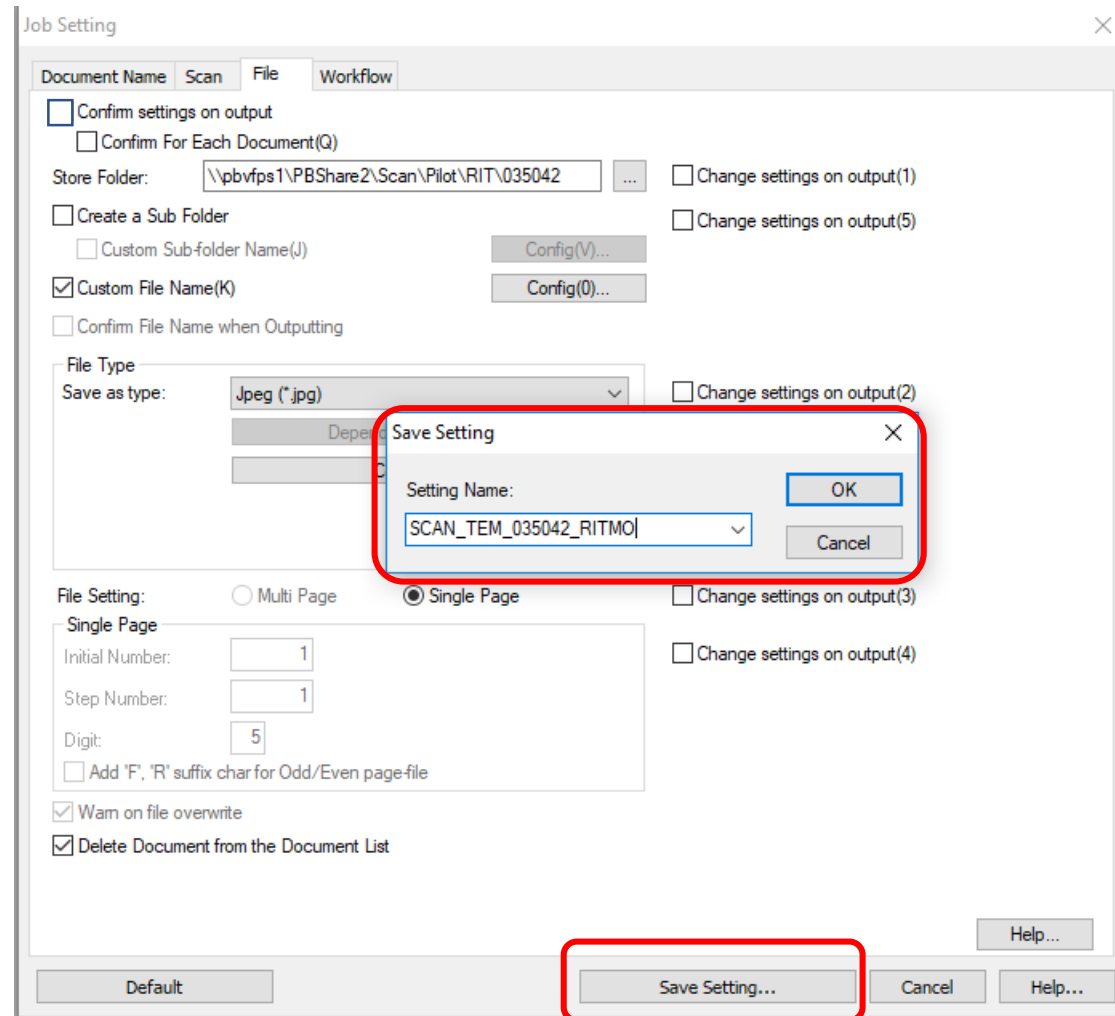 Job Setting
Document Name Scan File Workflow
Confirm settings on output
Confirm For Each Document(Q)
Store Folder: \\pbvfps1\PBShare2\Scan\Pilot\RIT\035042 ... Change settings on output(1)
Create a Sub Folder Change settings on output(5)
Custom Sub-folder Name(J) Config(V)...
Custom File Name(K) Config(0)...
Confirm File Name when Outputting
File Type
Save as type: Jpeg (*.jpg) Change settings on output(2)
Save Setting
Setting Name: OK
SCAN_TEM_035042_RITMO
Cancel
File Setting: Multi Page Single Page Change settings on output(3)
Single Page
Initial Number: 1 Change settings on output(4)
Step Number: 1
Digit: 5
Add "F", "R" suffix char for Odd/Even page-file
Warn on file overwrite
Delete Document from the Document List
Help...
Default Save Setting... Cancel Help...